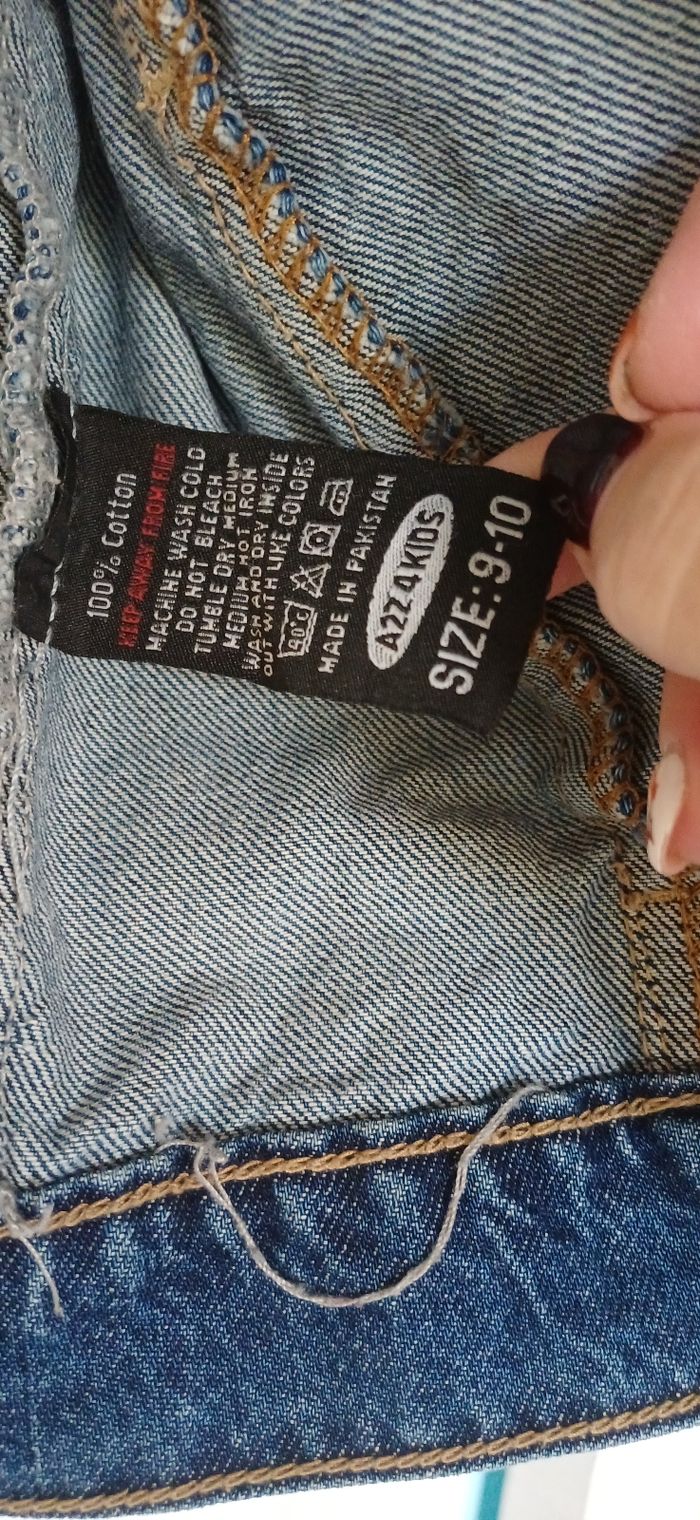 100% Cotton
KEEP AWAY FROM FIRE
MACHINE WASH COLD
DO NOT BLEACH
TUMBLE DRY MEDIUM
MEDIUM HOT IRON
WASH AND DRY INSIDE
OUT WITH LIKE COLORS
40°C
MADE IN PAKISTAN
A2Z4KIDS
SIZE: 9-10